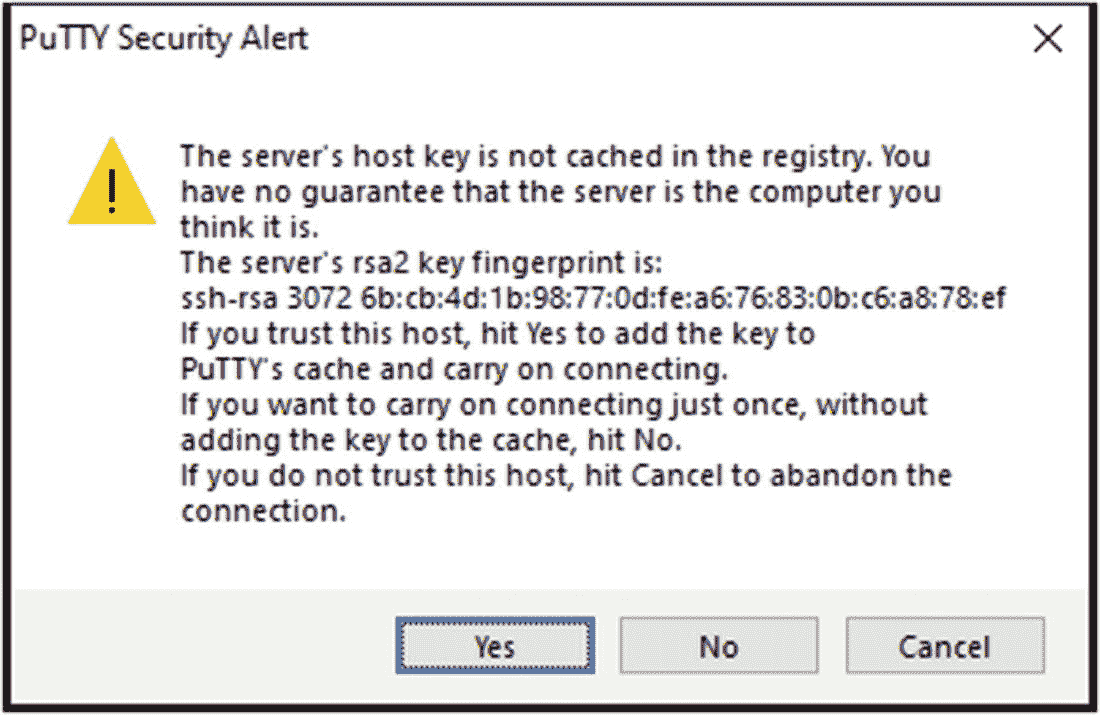 PuTTY Security Alert
The server's host key is not cached in the registry. You
have no guarantee that the server is the computer you
think it is.
The server's rsa2 key fingerprint is:
ssh-rsa 3072 6b:cb:4d:1b:98:77:0d:fe:a6:76:83:0b:c6:a8:78:ef
If you trust this host, hit Yes to add the key to
PuTTY's cache and carry on connecting.
If you want to carry on connecting just once, without
adding the key to the cache, hit No.
If you do not trust this host, hit Cancel to abandon the
connection.
Yes No Cancel